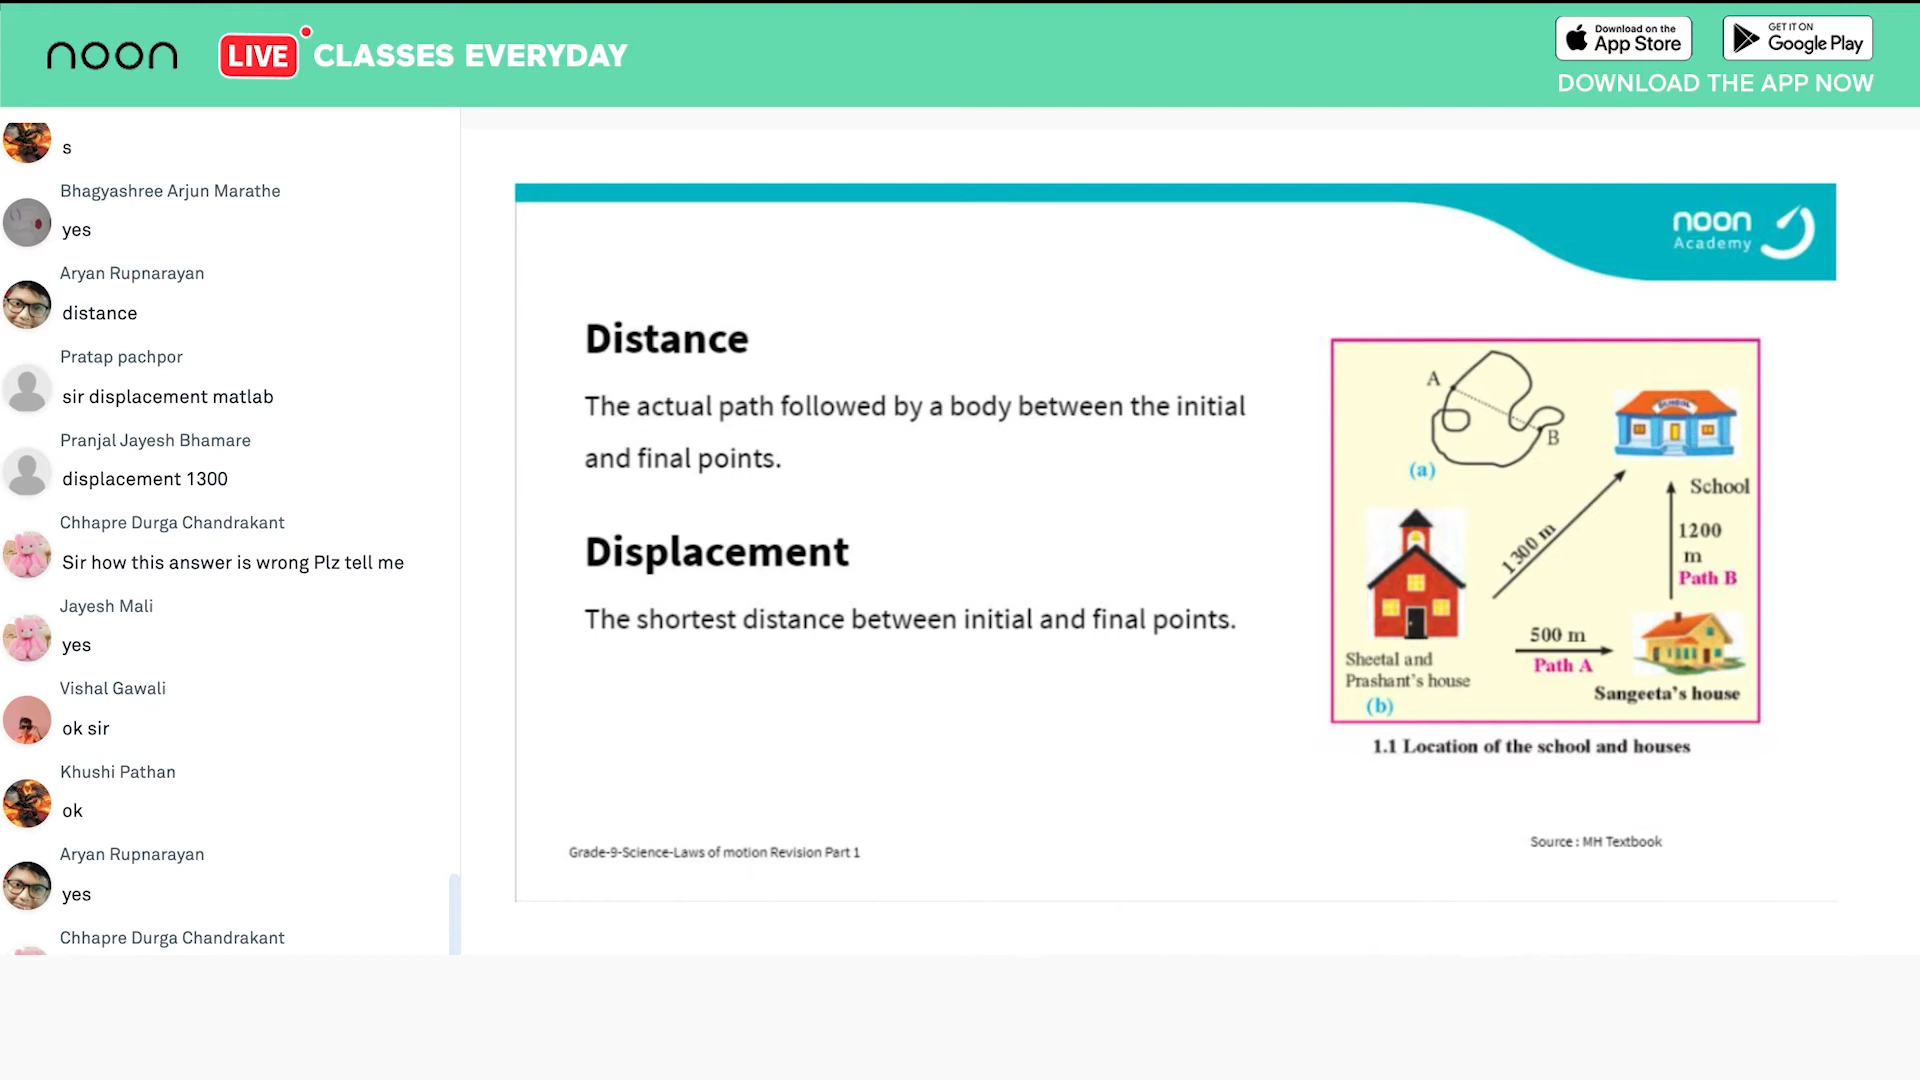 noon
LIVE CLASSES EVERYDAY
Download on the
App Store
GET IT ON
Google Play
DOWNLOAD THE APP NOW
s
Bhagyashree Arjun Marathe
yes
Aryan Rupnarayan
distance
Pratap pachpor
sir displacement matlab
Pranjal Jayesh Bhamare
displacement 1300
Chhapre Durga Chandrakant
Sir how this answer is wrong Plz tell me
Jayesh Mali
yes
Vishal Gawali
ok sir
Khushi Pathan
ok
Aryan Rupnarayan
yes
Chhapre Durga Chandrakant
noon
Academy
Distance
The actual path followed by a body between the initial
and final points.
Displacement
The shortest distance between initial and final points.
A
B
(a)
SCHOOL
School
1300 m
1200
m
Path B
500 m
Path A
Sheetal and
Prashant's house
Sangeeta's house
(b)
1.1 Location of the school and houses
Source : MH Textbook
Grade-9-Science-Laws of motion Revision Part 1